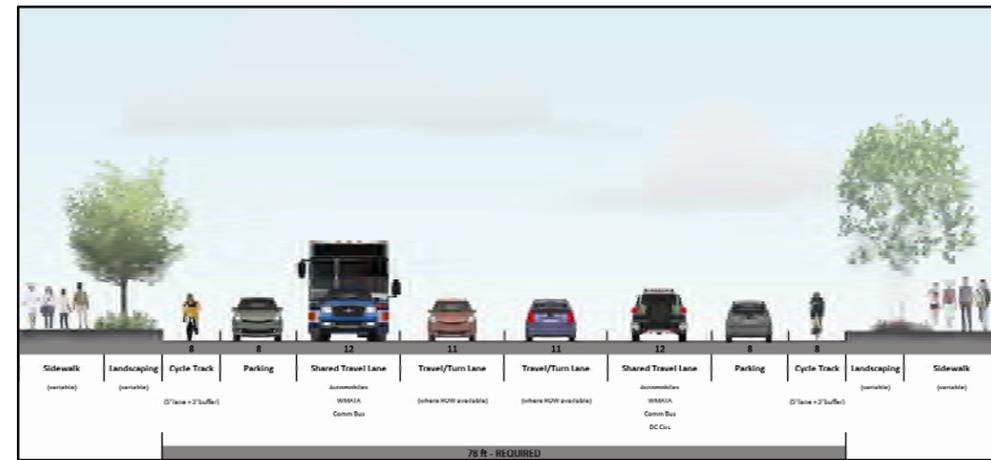 8 8 12 11 11 12 8 8
Sidewalk Landscaping Cycle Track Parking Shared Travel Lane Travel/Turn Lane Travel/Turn Lane Shared Travel Lane Parking Cycle Track Landscaping Sidewalk
(variable) (variable) Automobiles Automobiles (variable) (variable)
(5' lane + 3' buffer) WMATA (where ROW available) (where ROW available) WMATA (5' lane + 3' buffer)
Comm Bus Comm Bus
DC Circ.
78 ft - REQUIRED